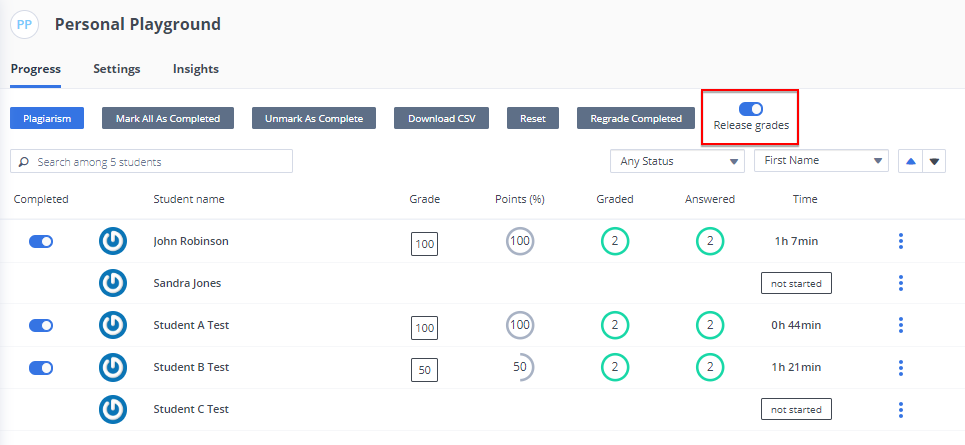 PP Personal Playground
Progress Settings Insights
Plagiarism Mark All As Completed Unmark As Complete Download CSV Reset Regrade Completed Release grades
Search among 5 students Any Status First Name
Completed Student name Grade Points (%) Graded Answered Time
John Robinson 100 100 2 2 1h 7min
Sandra Jones not started
Student A Test 100 100 2 2 0h 44min
Student B Test 50 50 2 2 1h 21min
Student C Test not started